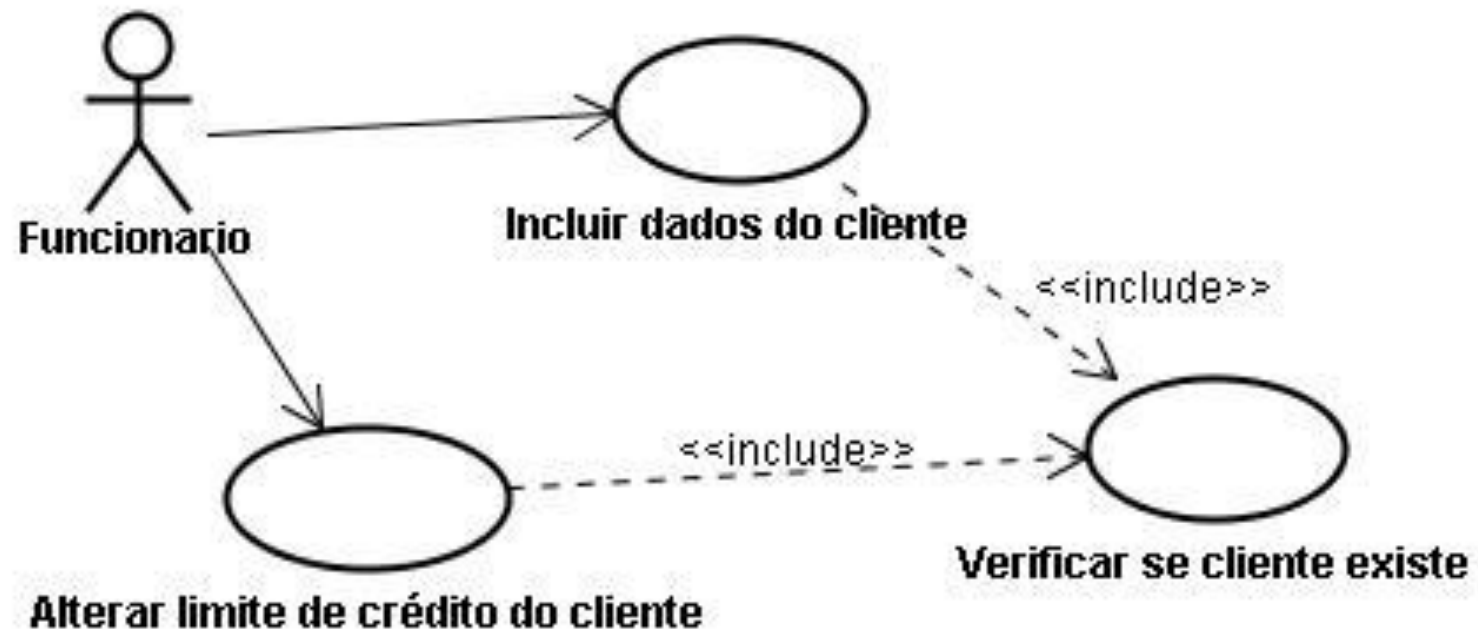 Funcionario
Incluir dados do cliente
<<include>>
<<include>>
Verificar se cliente existe
Alterar limite de crédito do cliente